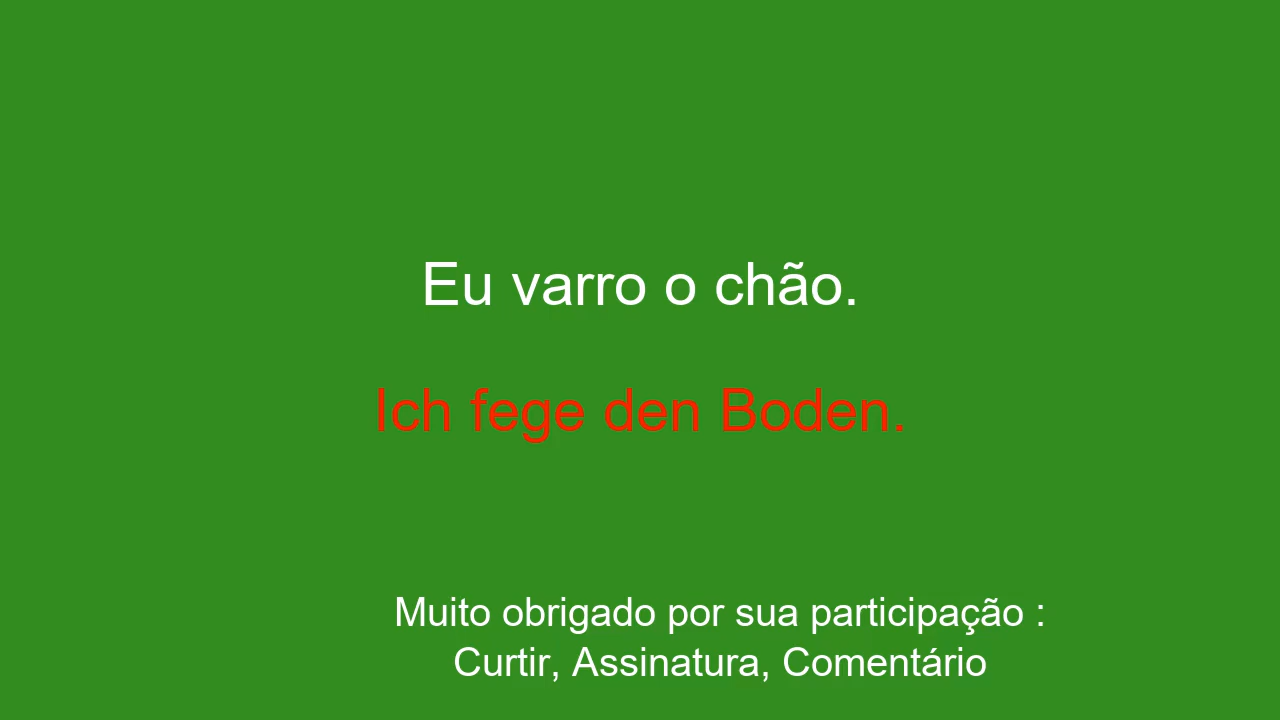 Eu varro o chão.
Ich fege den Boden.
Muito obrigado por sua participação :
Curtir, Assinatura, Comentário